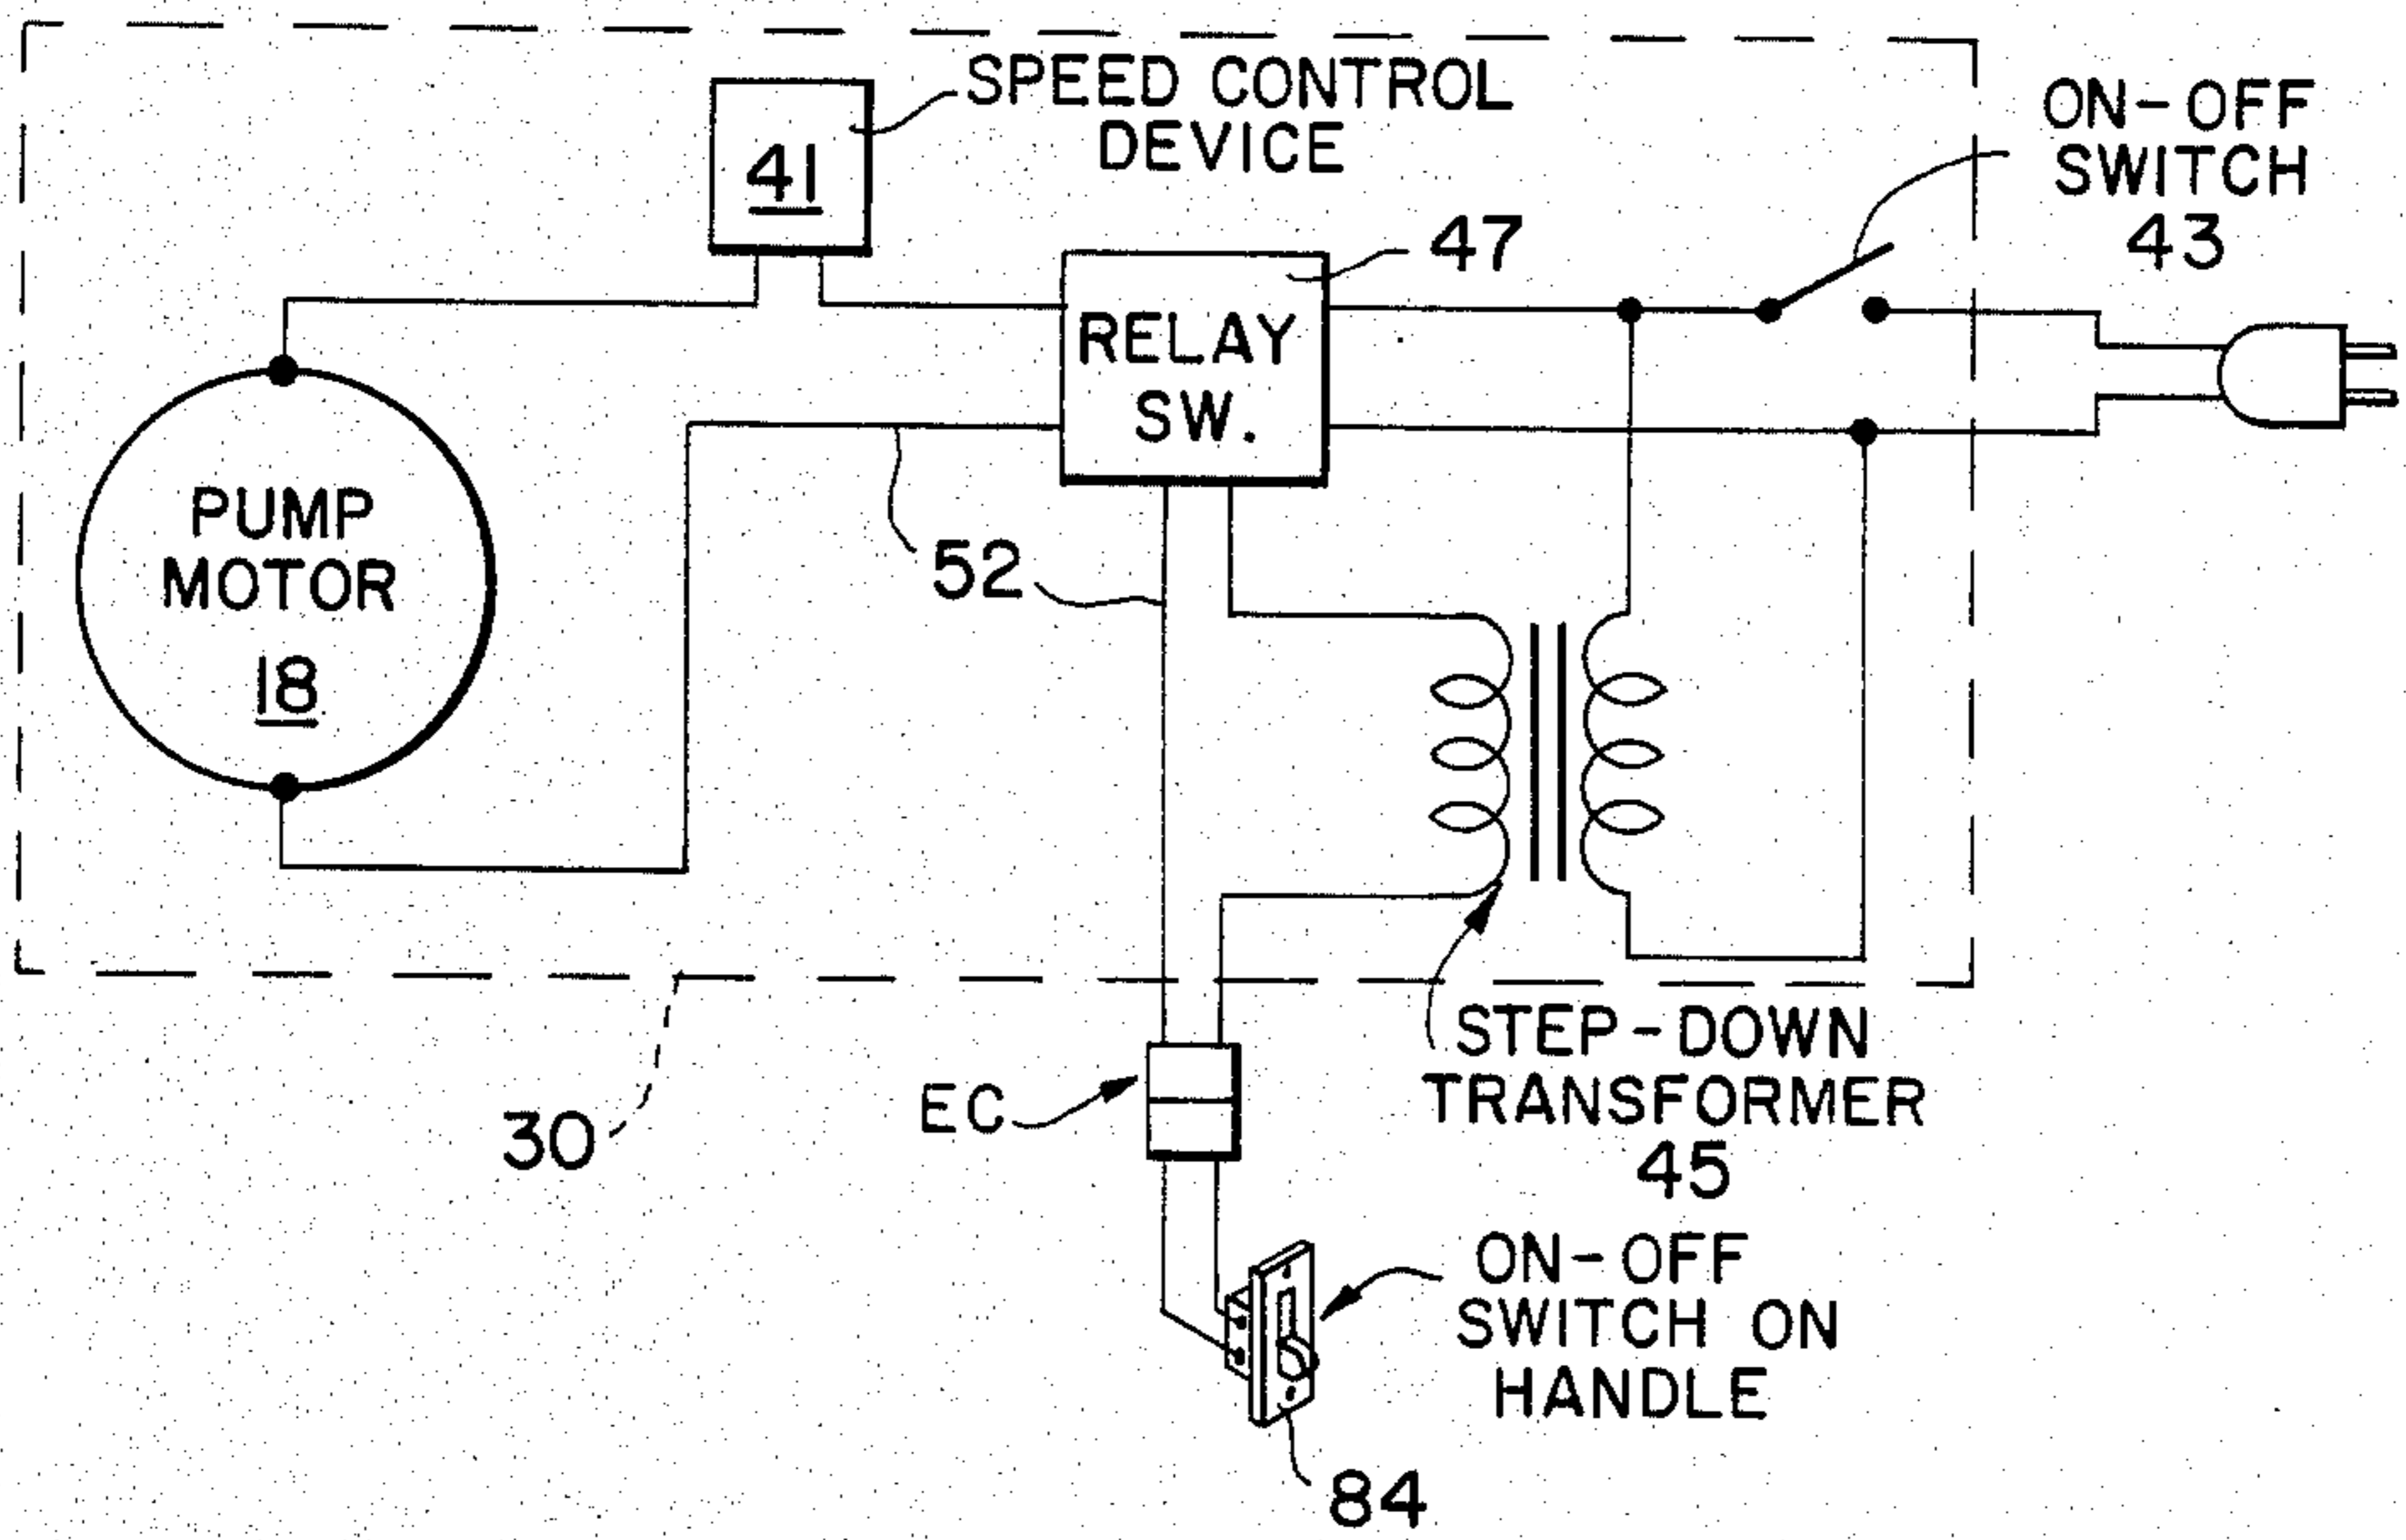 SPEED CONTROL
DEVICE
41
ON-OFF
SWITCH
43
47
RELAY
SW.
PUMP
MOTOR
18
52
STEP-DOWN
TRANSFORMER
45
EC
30
ON-OFF
SWITCH ON
HANDLE
84